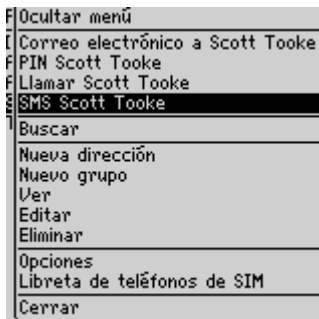 Ocultar menú
Correo electrónico a Scott Tooke
PIN Scott Tooke
Llamar Scott Tooke
SMS Scott Tooke
Buscar
Nueva dirección
Nuevo grupo
Ver
Editar
Eliminar
Opciones
Libreta de teléfonos de SIM
Cerrar